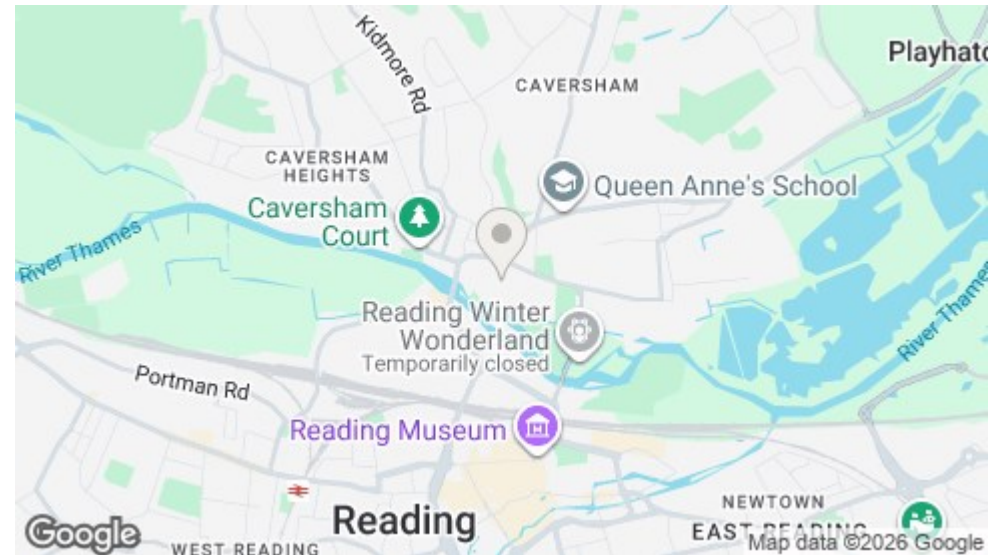 Kidmore Rd
Playhatc
CAVERSHAM
CAVERSHAM
HEIGHTS
Queen Anne's School
Caversham
Court
River Thames
Reading Winter
Wonderland
Temporarily closed
River Thames
Portman Rd
Reading Museum
Reading
NEWTOWN
EAST READING
WEST READING
Google
Map data ©2026 Google